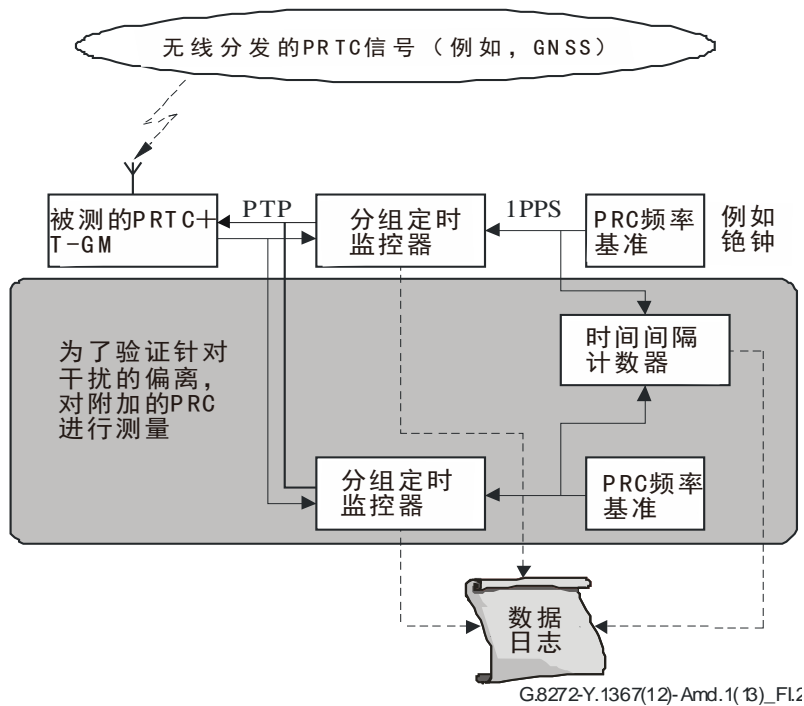 无线分发的PRTC信号（例如，GNSS）
被测的PRTC+
T-GM
PTP
分组定时
监控器
1PPS
PRC频率
基准
例如
铯钟
为了验证针对
干扰的偏离，
对附加的PRC
进行测量
时间间隔
计数器
分组定时
监控器
PRC频率
基准
数据
日志
G.8272-Y.1367(12)-Amd.1(13)_FI.2